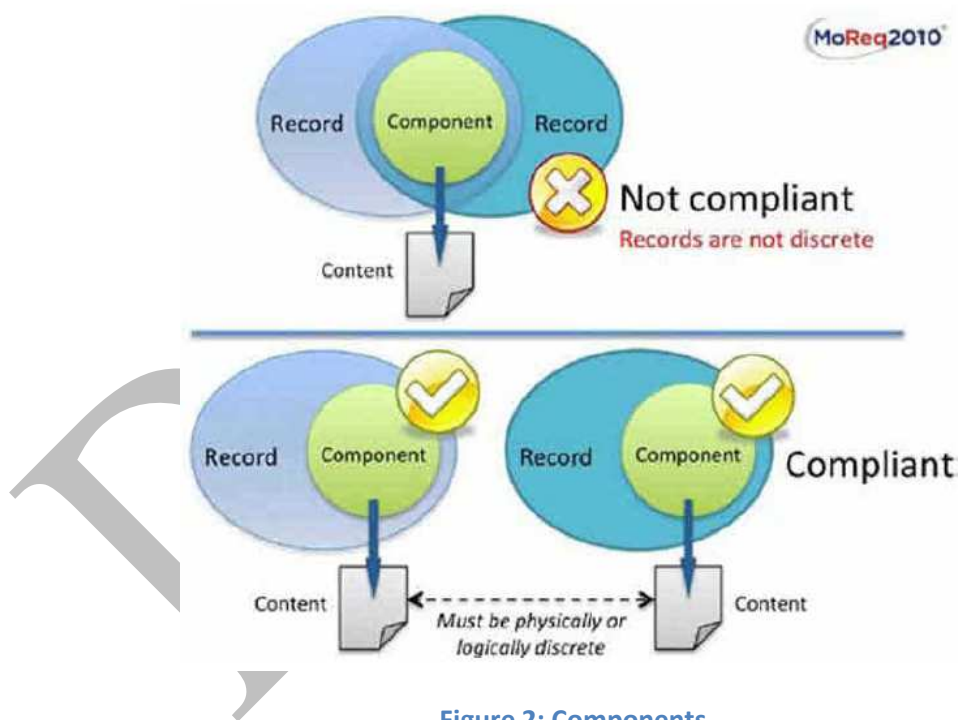 MoReq2010
Record
Component
Record
Not compliant
Records are not discrete
Content
Record
Component
Record
Component
Compliant
Content
Must be physically or
logically discrete
Content
Figure 2: Components